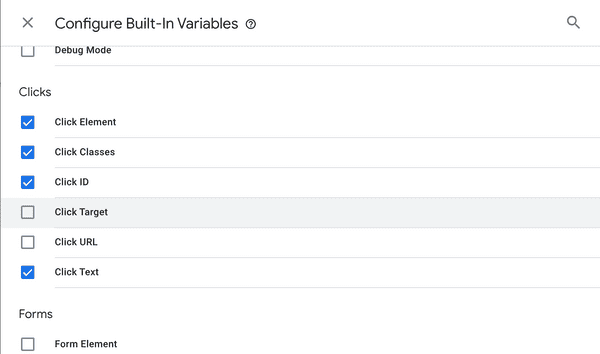 Configure Built-In Variables
Debug Mode
Clicks
Click Element
Click Classes
Click ID
Click Target
Click URL
Click Text
Forms
Form Element